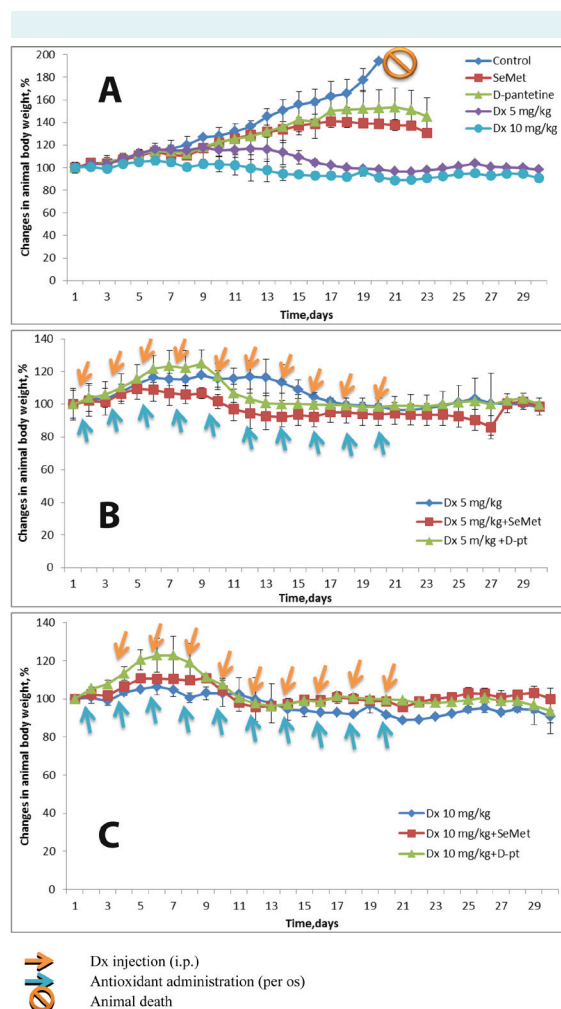 A
Changes in animal body weight, %
200
180
160
140
120
100
80
60
40
20
0
Control
SeMet
D-pantetine
Dx 5 mg/kg
Dx 10 mg/kg
1 3 5 7 9 11 13 15 17 19 21 23 25 27 29
Time,days
B
Changes in animal body weight, %
140
120
100
80
60
40
20
0
Dx 5 mg/kg
Dx 5 mg/kg+SeMet
Dx 5 m/kg +D-pt
1 3 5 7 9 11 13 15 17 19 21 23 25 27 29
Time,days
C
Changes in animal body weight, %
140
120
100
80
60
40
20
0
Dx 10 mg/kg
Dx 10 mg/kg+SeMet
Dx 10 mg/kg+D-pt
1 3 5 7 9 11 13 15 17 19 21 23 25 27 29
Time,days
Dx injection (i.p.)
Antioxidant administration (per os)
Animal death